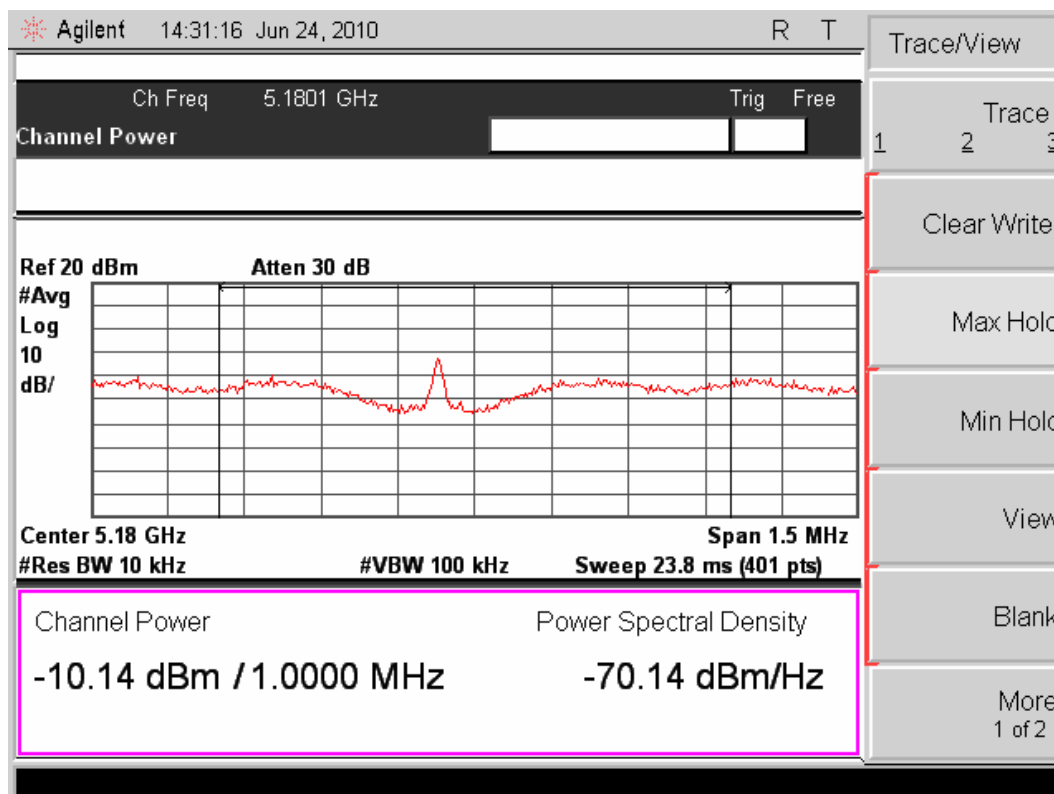 Agilent 14:31:16 Jun 24, 2010 R T
Trace/View
Ch Freq 5.1801 GHz Trig Free
Channel Power
Trace
1 2 3
Clear Write
Ref 20 dBm Atten 30 dB
#Avg
Log
10
dB/
Max Hold
Min Hold
View
Center 5.18 GHz Span 1.5 MHz
#Res BW 10 kHz #VBW 100 kHz Sweep 23.8 ms (401 pts)
Blank
Channel Power Power Spectral Density
-10.14 dBm / 1.0000 MHz -70.14 dBm/Hz
More
1 of 2